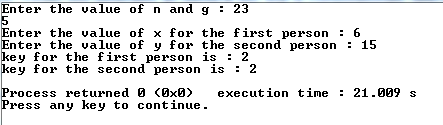 Enter the value of n and g : 23
5
Enter the value of x for the first person : 6
Enter the value of y for the second person : 15
key for the first person is : 2
key for the second person is : 2
Process returned 0 (0x0)   execution time : 21.009 s
Press any key to continue.